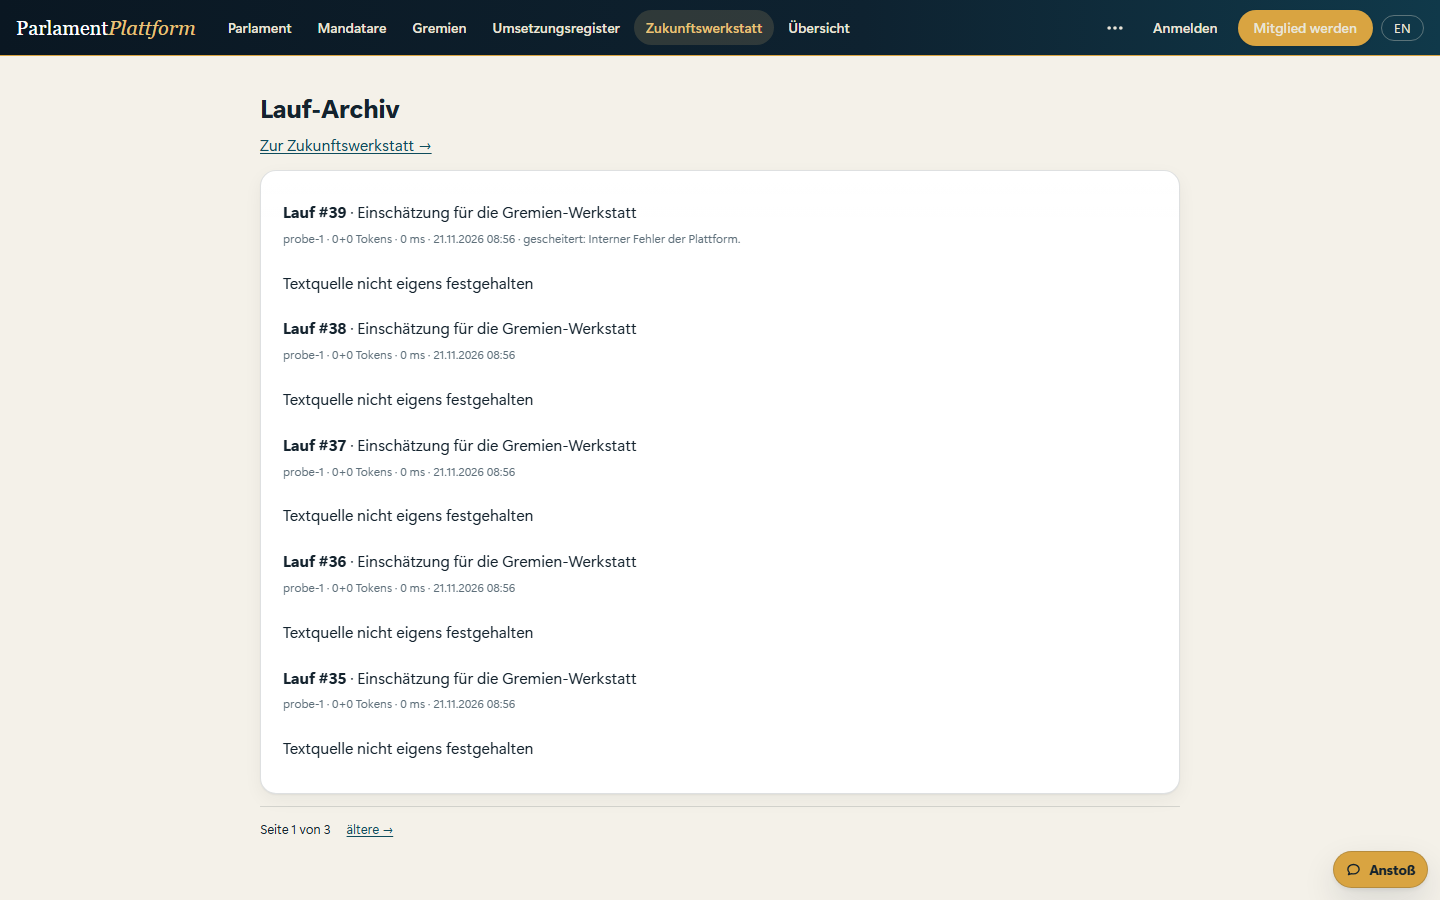 ParlamentPlattform Parlament Mandatare Gremien Umsetzungsregister Zukunftswerkstatt Übersicht ••• Anmelden Mitglied werden EN
Lauf-Archiv
Zur Zukunftswerkstatt →
Lauf #39 · Einschätzung für die Gremien-Werkstatt
probe-1 · 0+0 Tokens · 0 ms · 21.11.2026 08:56 · gescheitert: Interner Fehler der Plattform.
Textquelle nicht eigens festgehalten
Lauf #38 · Einschätzung für die Gremien-Werkstatt
probe-1 · 0+0 Tokens · 0 ms · 21.11.2026 08:56
Textquelle nicht eigens festgehalten
Lauf #37 · Einschätzung für die Gremien-Werkstatt
probe-1 · 0+0 Tokens · 0 ms · 21.11.2026 08:56
Textquelle nicht eigens festgehalten
Lauf #36 · Einschätzung für die Gremien-Werkstatt
probe-1 · 0+0 Tokens · 0 ms · 21.11.2026 08:56
Textquelle nicht eigens festgehalten
Lauf #35 · Einschätzung für die Gremien-Werkstatt
probe-1 · 0+0 Tokens · 0 ms · 21.11.2026 08:56
Textquelle nicht eigens festgehalten
Seite 1 von 3 ältere →
Anstoß